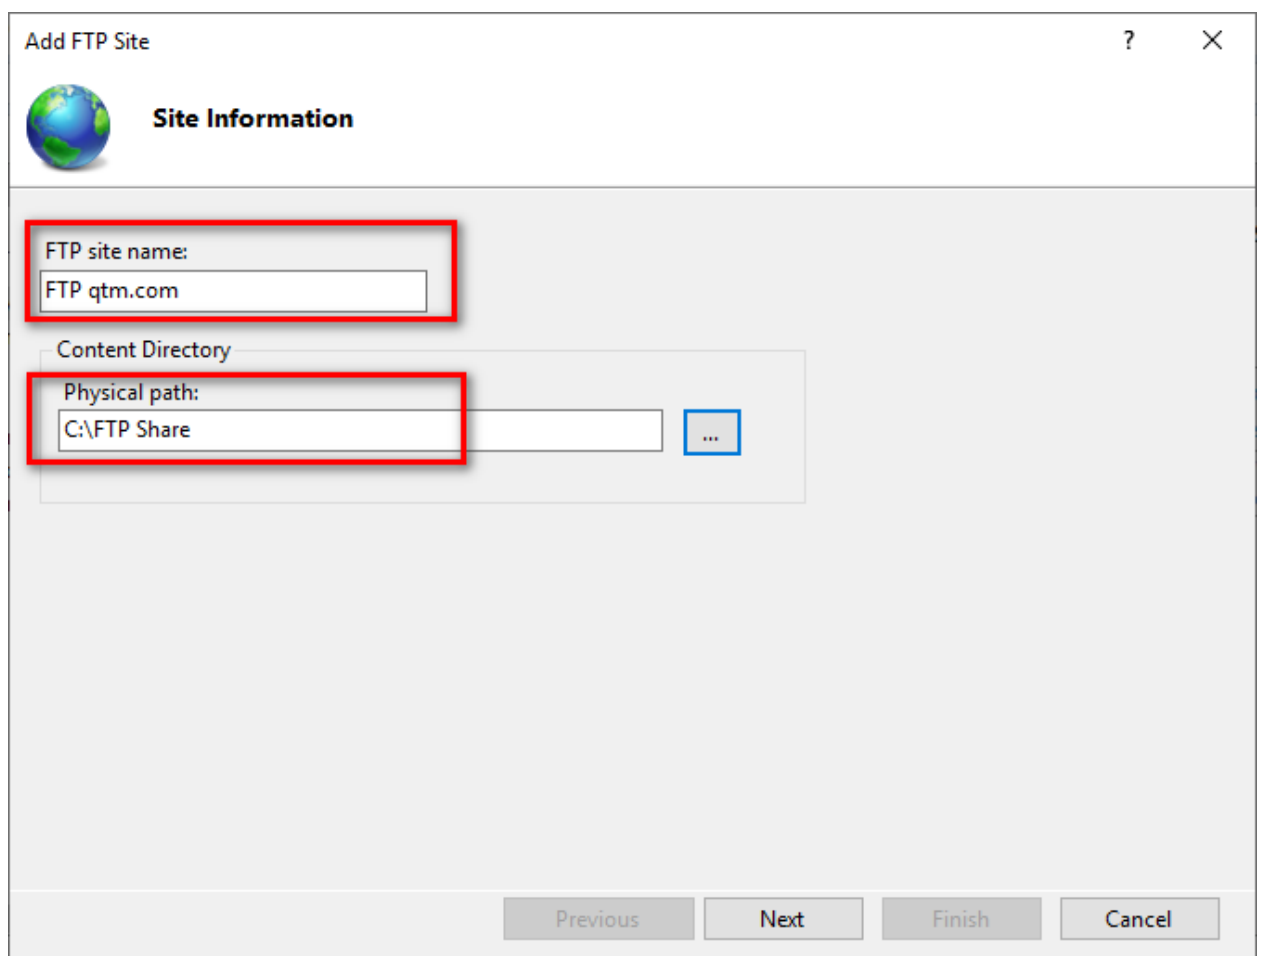 Add FTP Site
?
Site Information
FTP site name:
FTP qtm.com
Content Directory
Physical path:
C:\FTP Share
...
Previous Next Finish Cancel